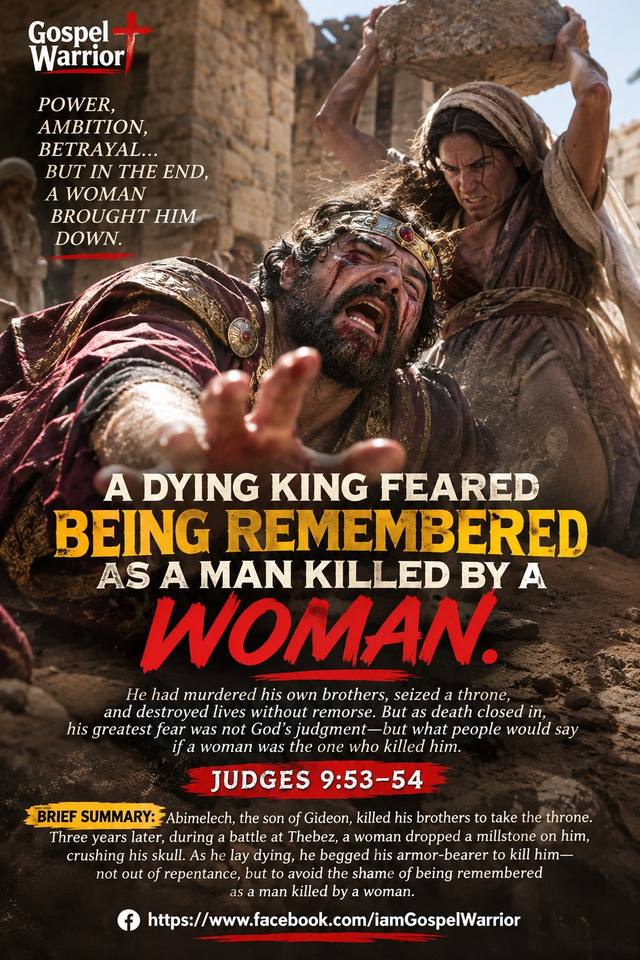 Gospel
Warrior
POWER,
AMBITION,
BETRAYAL...
BUT IN THE END,
A WOMAN
BROUGHT HIM
DOWN.
A DYING KING FEARED
BEING REMEMBERED
AS A MAN KILLED BY A
WOMAN.
He had murdered his own brothers, seized a throne,
and destroyed lives without remorse. But as death closed in,
his greatest fear was not God's judgment—but what people would say
if a woman was the one who killed him.
JUDGES 9:53–54
BRIEF SUMMARY: Abimelech, the son of Gideon, killed his brothers to take the throne.
Three years later, during a battle at Thebez, a woman dropped a millstone on him,
crushing his skull. As he lay dying, he begged his armor-bearer to kill him—
not out of repentance, but to avoid the shame of being remembered
as a man killed by a woman.
https://www.facebook.com/iamGospelWarrior